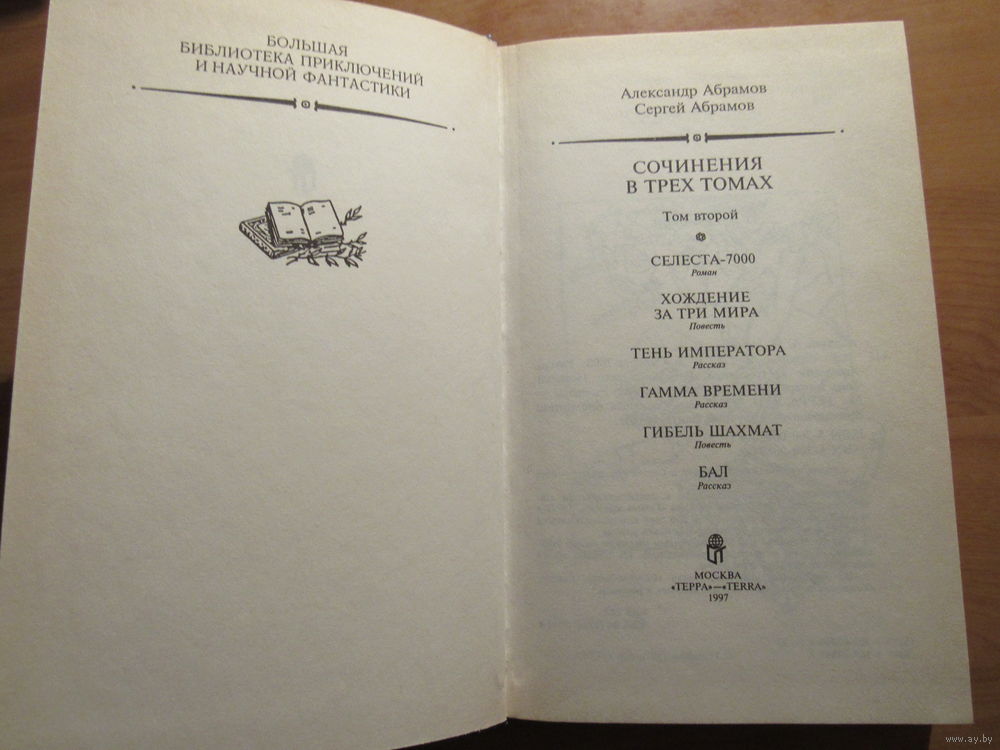 БОЛЬШАЯ
БИБЛИОТЕКА ПРИКЛЮЧЕНИЙ
И НАУЧНОЙ ФАНТАСТИКИ
Александр Абрамов
Сергей Абрамов
СОЧИНЕНИЯ
В ТРЕХ ТОМАХ
Том второй
СЕЛЕСТА-7000
Роман
ХОЖДЕНИЕ
ЗА ТРИ МИРА
Повесть
ТЕНЬ ИМПЕРАТОРА
Рассказ
ГАММА ВРЕМЕНИ
Рассказ
ГИБЕЛЬ ШАХМАТ
Повесть
БАЛ
Рассказ
МОСКВА
«ТЕРРА»—«TERRA»
1997
www.ay.by